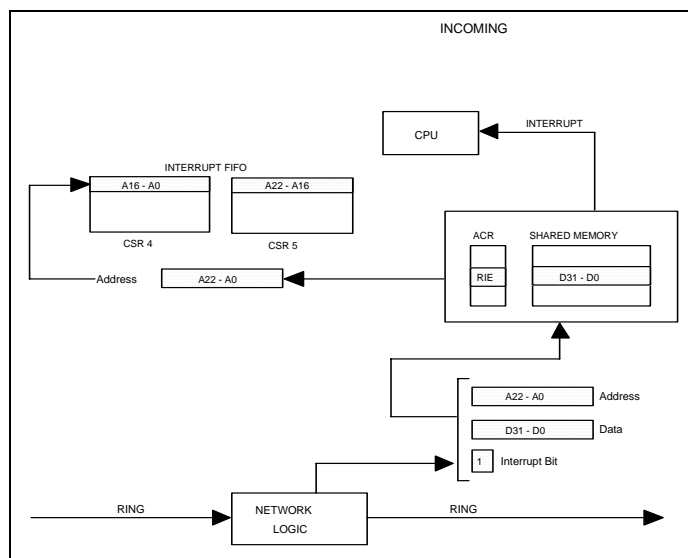 INCOMING
CPU
INTERRUPT
INTERRUPT FIFO
A16 - A0
A22 - A16
CSR 4
CSR 5
ACR
SHARED MEMORY
RIE
D31 - D0
Address
A22 - A0
A22 - A0
Address
D31 - D0
Data
1
Interrupt Bit
RING
NETWORK
LOGIC
RING